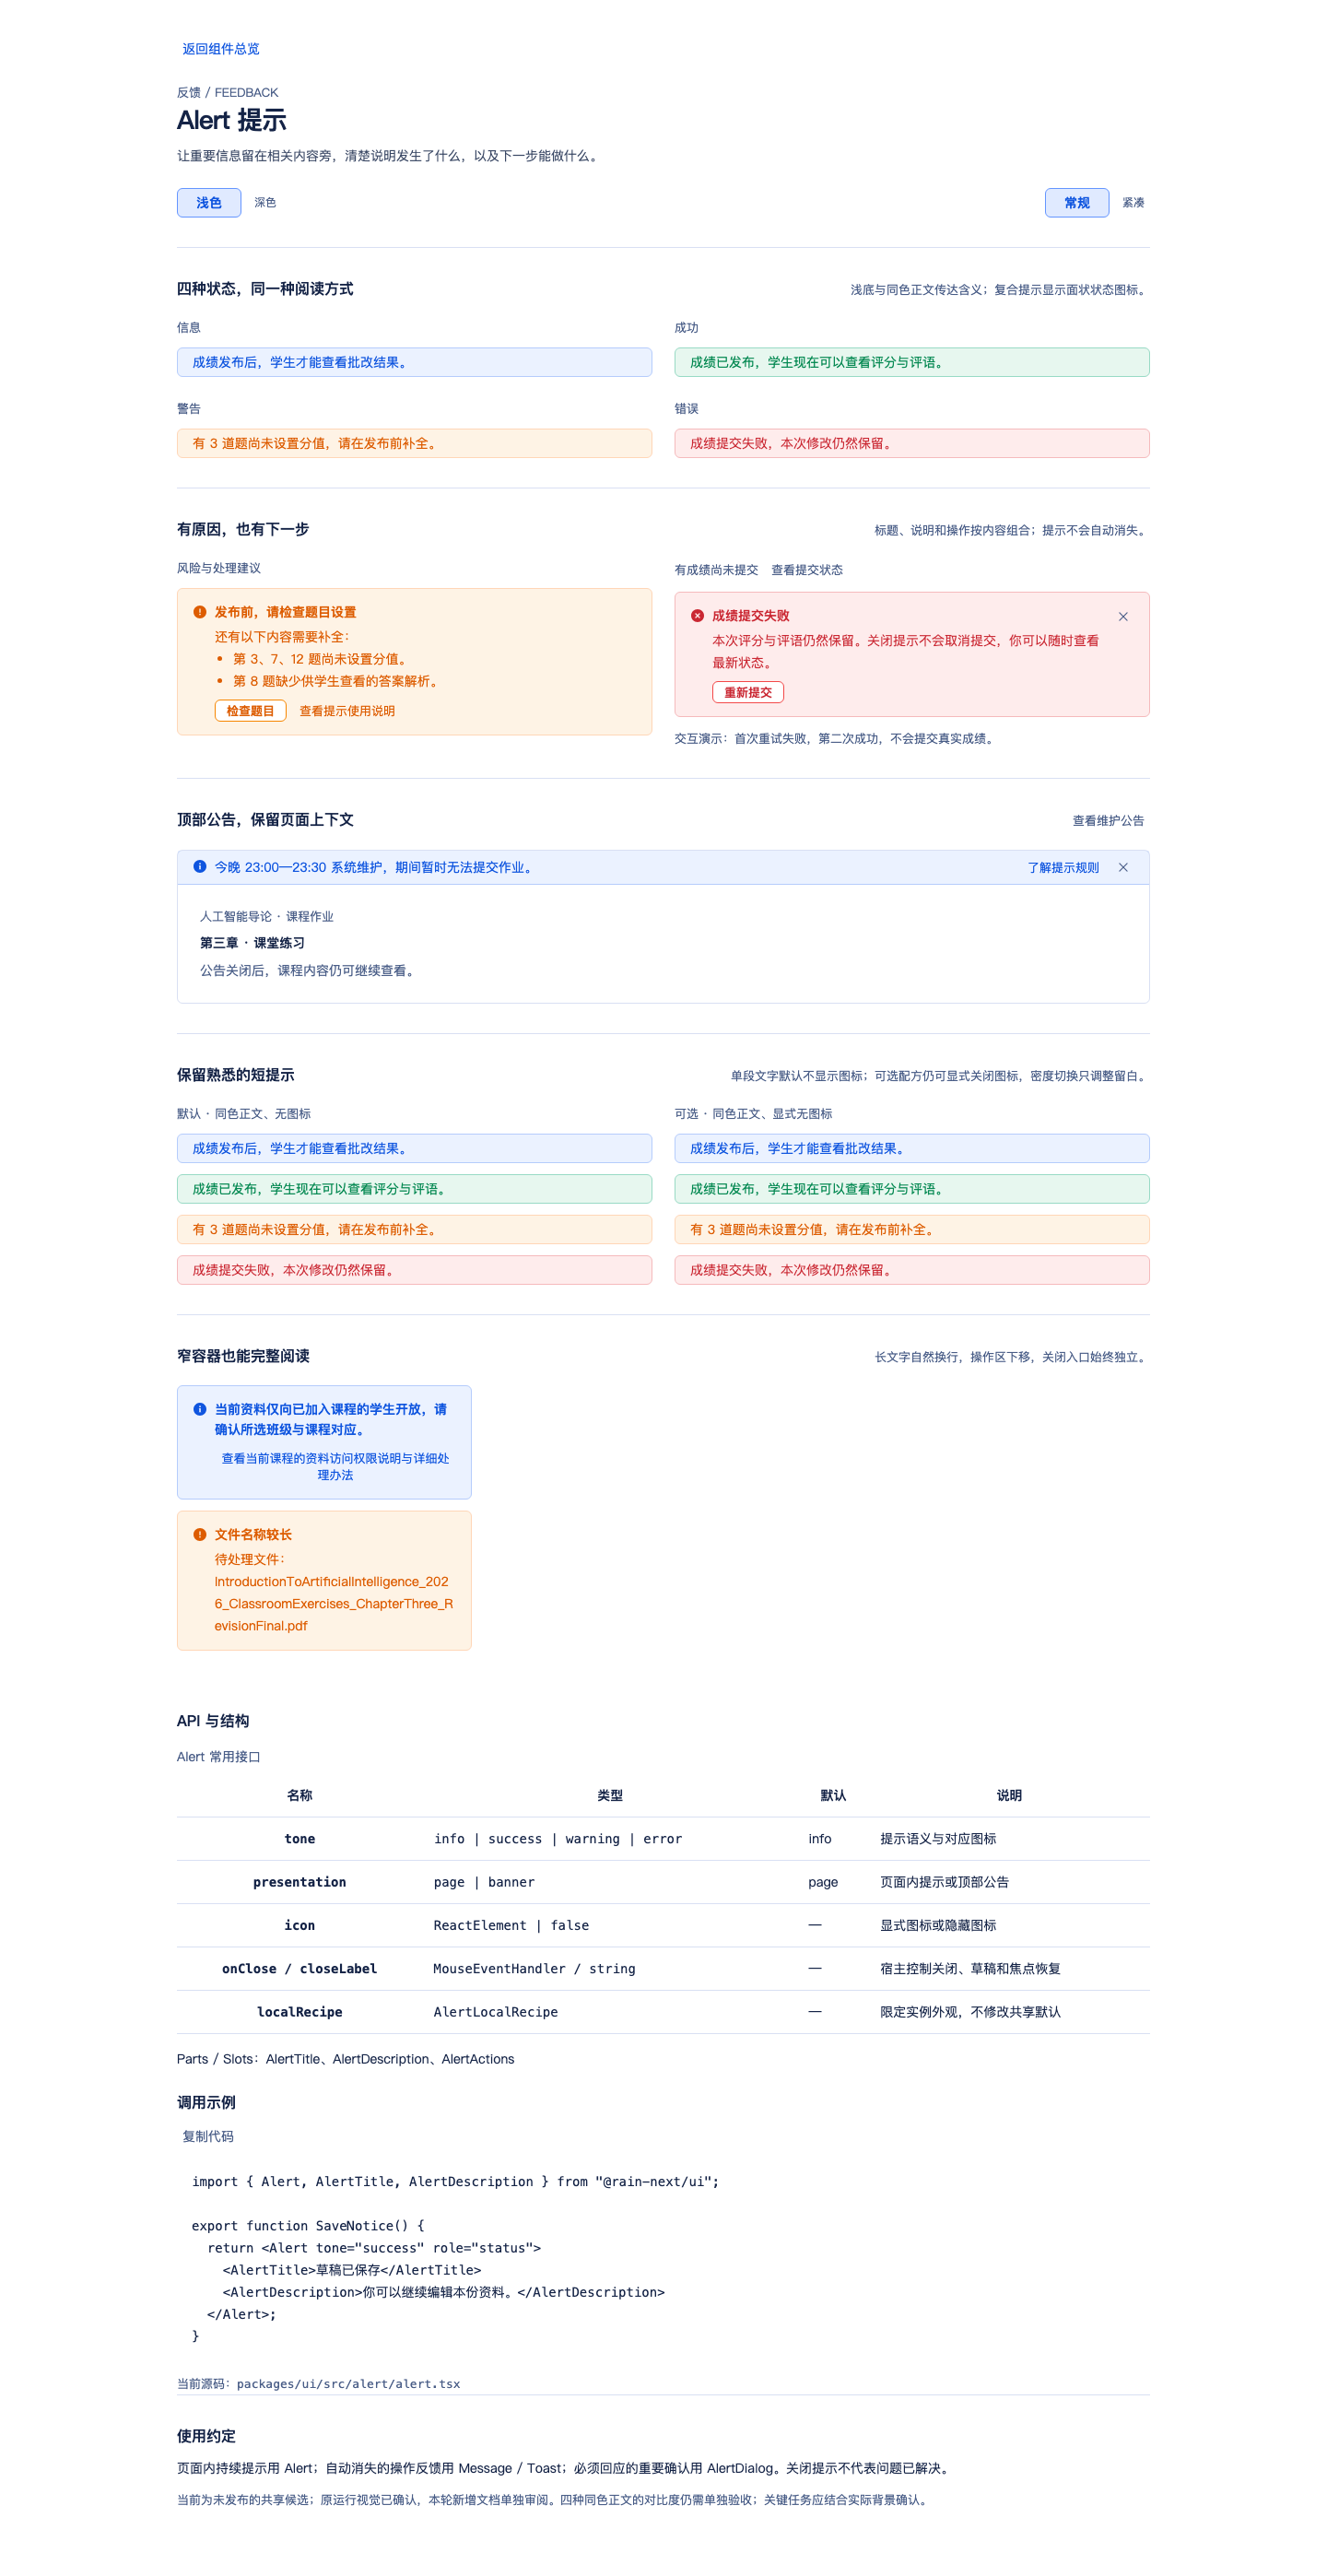 返回组件总览
反馈 / FEEDBACK
Alert 提示
让重要信息留在相关内容旁，清楚说明发生了什么，以及下一步能做什么。
浅色 深色 常规 紧凑
四种状态，同一种阅读方式
浅底与同色正文传达含义；复合提示显示面状状态图标。
信息
成绩发布后，学生才能查看批改结果。
成功
成绩已发布，学生现在可以查看评分与评语。
警告
有 3 道题尚未设置分值，请在发布前补全。
错误
成绩提交失败，本次修改仍然保留。
有原因，也有下一步
标题、说明和操作按内容组合；提示不会自动消失。
风险与处理建议
发布前，请检查题目设置
还有以下内容需要补全：
• 第 3、7、12 题尚未设置分值。
• 第 8 题缺少供学生查看的答案解析。
检查题目 查看提示使用说明
有成绩尚未提交 查看提交状态
成绩提交失败
本次评分与评语仍然保留。关闭提示不会取消提交，你可以随时查看
最新状态。
重新提交
交互演示：首次重试失败，第二次成功，不会提交真实成绩。
顶部公告，保留页面上下文
查看维护公告
今晚 23:00—23:30 系统维护，期间暂时无法提交作业。 了解提示规则
人工智能导论 · 课程作业
第三章 · 课堂练习
公告关闭后，课程内容仍可继续查看。
保留熟悉的短提示
单段文字默认不显示图标；可选配方仍可显式关闭图标，密度切换只调整留白。
默认 · 同色正文、无图标
成绩发布后，学生才能查看批改结果。
成绩已发布，学生现在可以查看评分与评语。
有 3 道题尚未设置分值，请在发布前补全。
成绩提交失败，本次修改仍然保留。
可选 · 同色正文、显式无图标
成绩发布后，学生才能查看批改结果。
成绩已发布，学生现在可以查看评分与评语。
有 3 道题尚未设置分值，请在发布前补全。
成绩提交失败，本次修改仍然保留。
窄容器也能完整阅读
长文字自然换行，操作区下移，关闭入口始终独立。
当前资料仅向已加入课程的学生开放，请
确认所选班级与课程对应。
查看当前课程的资料访问权限说明与详细处
理办法
文件名称较长
待处理文件：
IntroductionToArtificialIntelligence_202
6_ClassroomExercises_ChapterThree_R
evisionFinal.pdf
API 与结构
Alert 常用接口
名称 类型 默认 说明
tone info | success | warning | error info 提示语义与对应图标
presentation page | banner page 页面内提示或顶部公告
icon ReactElement | false — 显式图标或隐藏图标
onClose / closeLabel MouseEventHandler / string — 宿主控制关闭、草稿和焦点恢复
localRecipe AlertLocalRecipe — 限定实例外观，不修改共享默认
Parts / Slots：AlertTitle、AlertDescription、AlertActions
调用示例
复制代码
import { Alert, AlertTitle, AlertDescription } from "@rain-next/ui";
export function SaveNotice() {
return <Alert tone="success" role="status">
<AlertTitle>草稿已保存</AlertTitle>
<AlertDescription>你可以继续编辑本份资料。</AlertDescription>
</Alert>;
}
当前源码：packages/ui/src/alert/alert.tsx
使用约定
页面内持续提示用 Alert；自动消失的操作反馈用 Message / Toast；必须回应的重要确认用 AlertDialog。关闭提示不代表问题已解决。
当前为未发布的共享候选；原运行视觉已确认，本轮新增文档单独审阅。四种同色正文的对比度仍需单独验收；关键任务应结合实际背景确认。